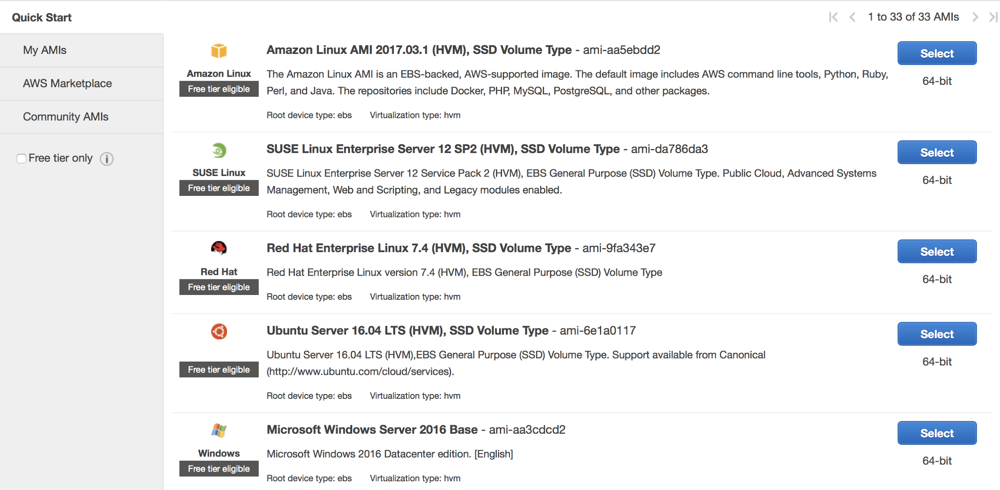 Quick Start
1 to 33 of 33 AMIs
My AMIs
AWS Marketplace
Community AMIs
Free tier only
Amazon Linux
Free tier eligible
Amazon Linux AMI 2017.03.1 (HVM), SSD Volume Type - ami-aa5ebdd2
The Amazon Linux AMI is an EBS-backed, AWS-supported image. The default image includes AWS command line tools, Python, Ruby,
Perl, and Java. The repositories include Docker, PHP, MySQL, PostgreSQL, and other packages.
Root device type: ebs Virtualization type: hvm
Select
64-bit
SUSE Linux
Free tier eligible
SUSE Linux Enterprise Server 12 SP2 (HVM), SSD Volume Type - ami-da786da3
SUSE Linux Enterprise Server 12 Service Pack 2 (HVM), EBS General Purpose (SSD) Volume Type. Public Cloud, Advanced Systems
Management, Web and Scripting, and Legacy modules enabled.
Root device type: ebs Virtualization type: hvm
Select
64-bit
Red Hat
Free tier eligible
Red Hat Enterprise Linux 7.4 (HVM), SSD Volume Type - ami-9fa343e7
Red Hat Enterprise Linux version 7.4 (HVM), EBS General Purpose (SSD) Volume Type
Root device type: ebs Virtualization type: hvm
Select
64-bit
Free tier eligible
Ubuntu Server 16.04 LTS (HVM), SSD Volume Type - ami-6e1a0117
Ubuntu Server 16.04 LTS (HVM),EBS General Purpose (SSD) Volume Type. Support available from Canonical
(http://www.ubuntu.com/cloud/services).
Root device type: ebs Virtualization type: hvm
Select
64-bit
Windows
Free tier eligible
Microsoft Windows Server 2016 Base - ami-aa3cdcd2
Microsoft Windows 2016 Datacenter edition. [English]
Root device type: ebs Virtualization type: hvm
Select
64-bit